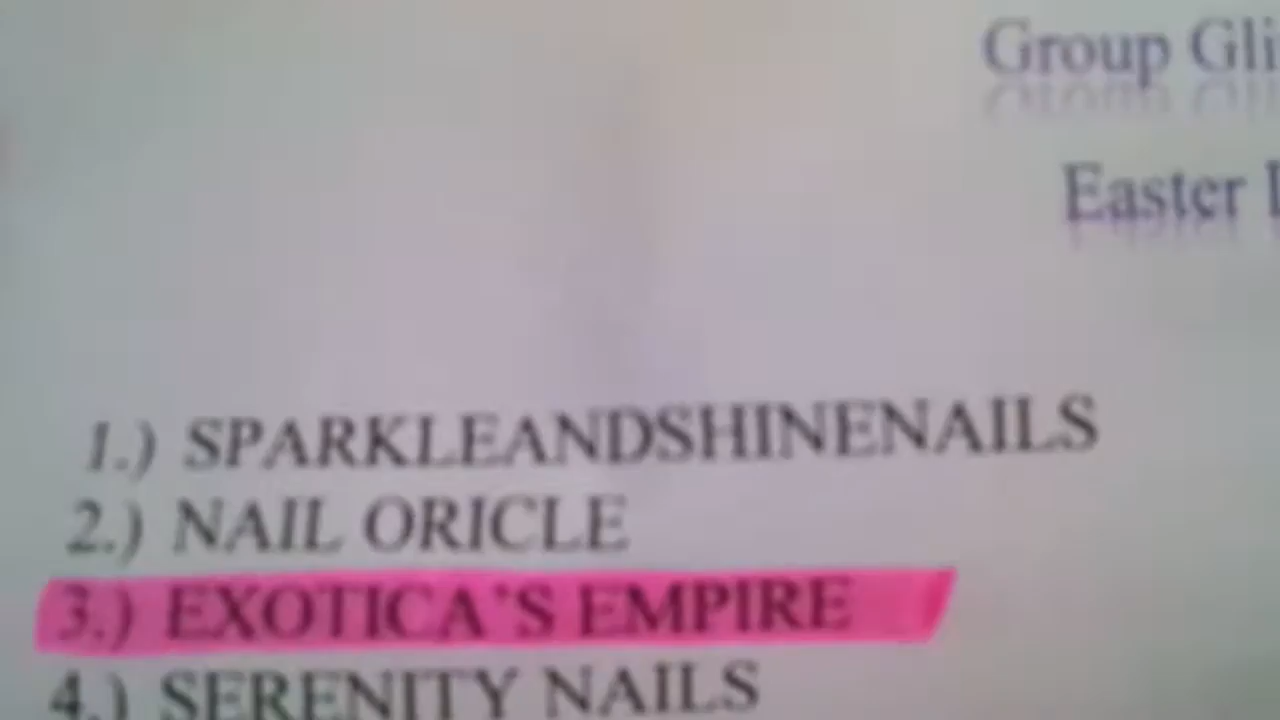 Group Gli
Easter
1.) SPARKLEANDSHINENAILS
2.) NAIL ORICLE
3.) EXOTICA'S EMPIRE
4.) SERENITY NAILS